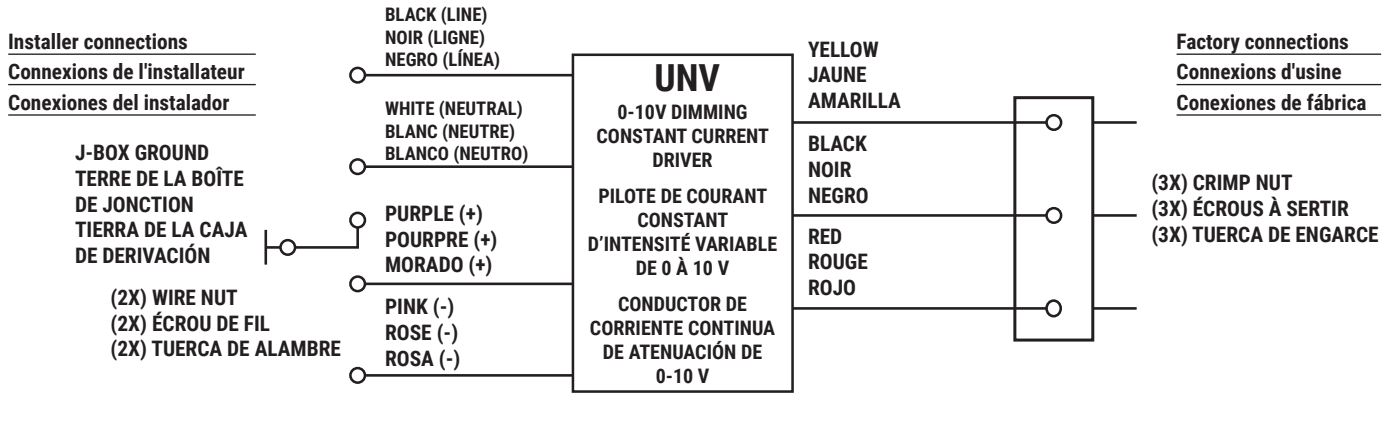 Installer connections
Connexions de l'installateur
Conexiones del instalador
J-BOX GROUND
TERRE DE LA BOÎTE
DE JONCTION
TIERRA DE LA CAJA
DE DERIVACIÓN
(2X) WIRE NUT
(2X) ÉCROU DE FIL
(2X) TUERCA DE ALAMBRE
BLACK (LINE)
NOIR (LIGNE)
NEGRO (LÍNEA)
WHITE (NEUTRAL)
BLANC (NEUTRE)
BLANCO (NEUTRO)
PURPLE (+)
POURPRE (+)
MORADO (+)
PINK (-)
ROSE (-)
ROSA (-)
UNV
0-10V DIMMING
CONSTANT CURRENT
DRIVER
PILOTE DE COURANT
CONSTANT
D’INTENSITÉ VARIABLE
DE 0 À 10 V
CONDUCTOR DE
CORRIENTE CONTINUA
DE ATENUACIÓN DE
0-10 V
YELLOW
JAUNE
AMARILLA
BLACK
NOIR
NEGRO
RED
ROUGE
ROJO
Factory connections
Connexions d'usine
Conexiones de fábrica
(3X) CRIMP NUT
(3X) ÉCROUS À SERTIR
(3X) TUERCA DE ENGARCE